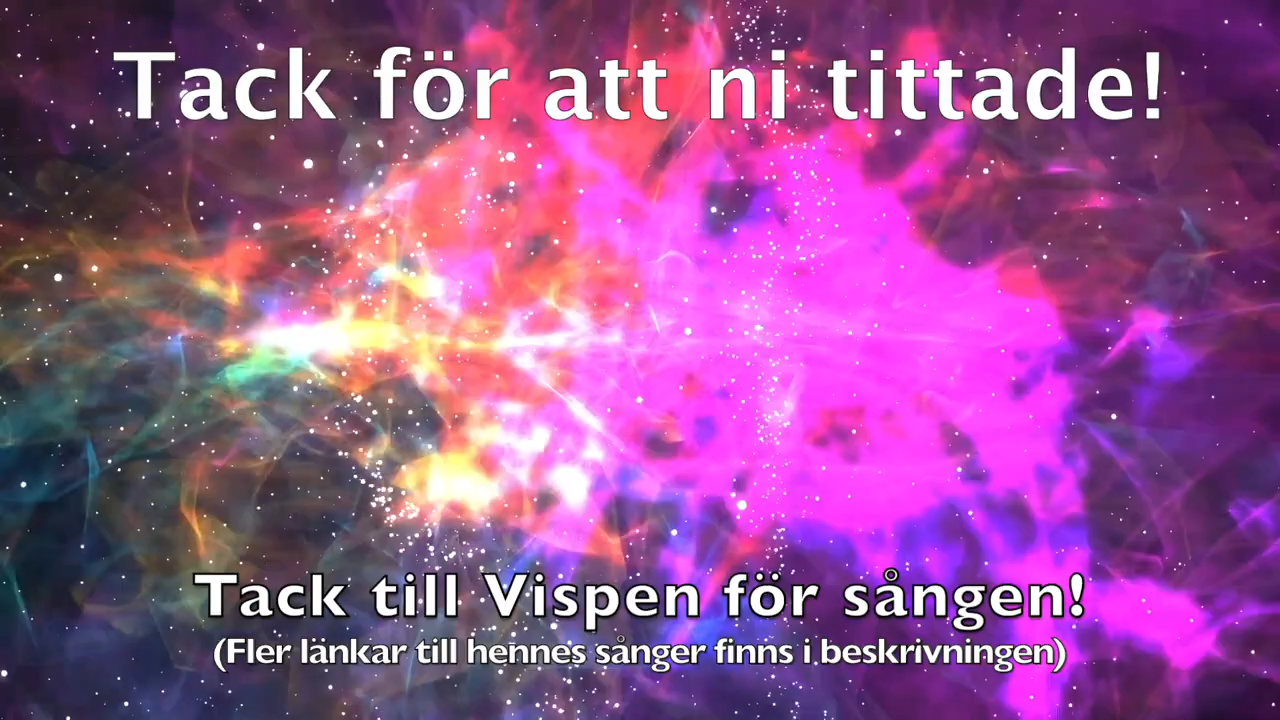 Tack för att ni tittade!
Tack till Vispen för sången!
(Fler länkar till hennes sånger finns i beskrivningen)